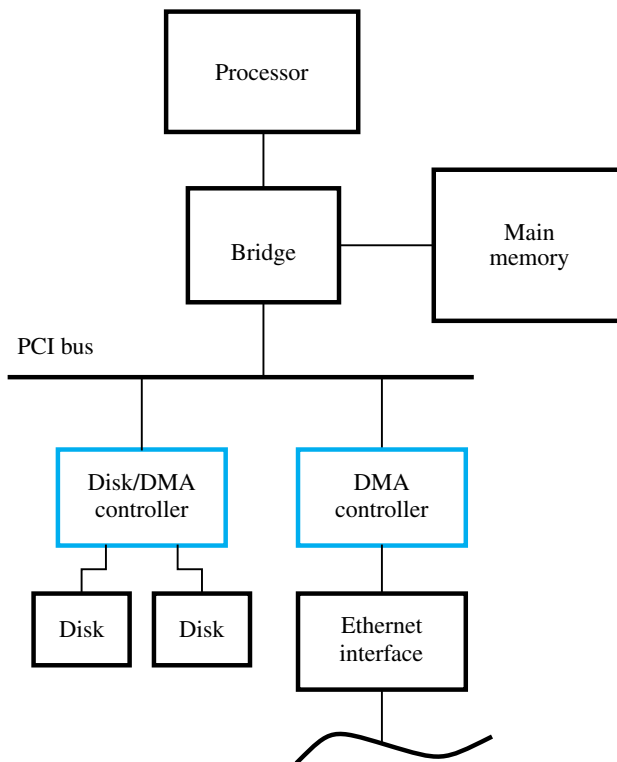 Processor
Bridge
Main
memory
PCI bus
Disk/DMA
controller
DMA
controller
Disk
Disk
Ethernet
interface